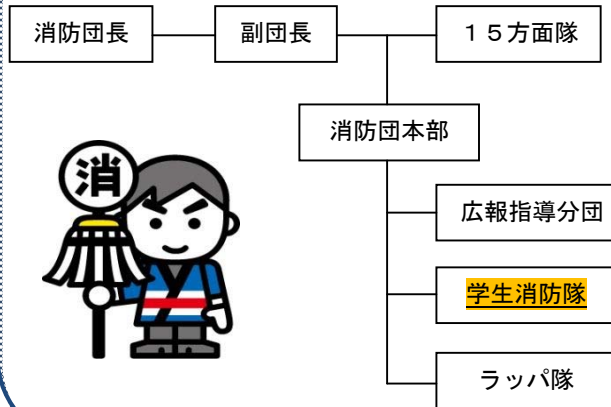 消防団長
副団長
１５方面隊
消防団本部
消
広報指導分団
学生消防隊
ラッパ隊